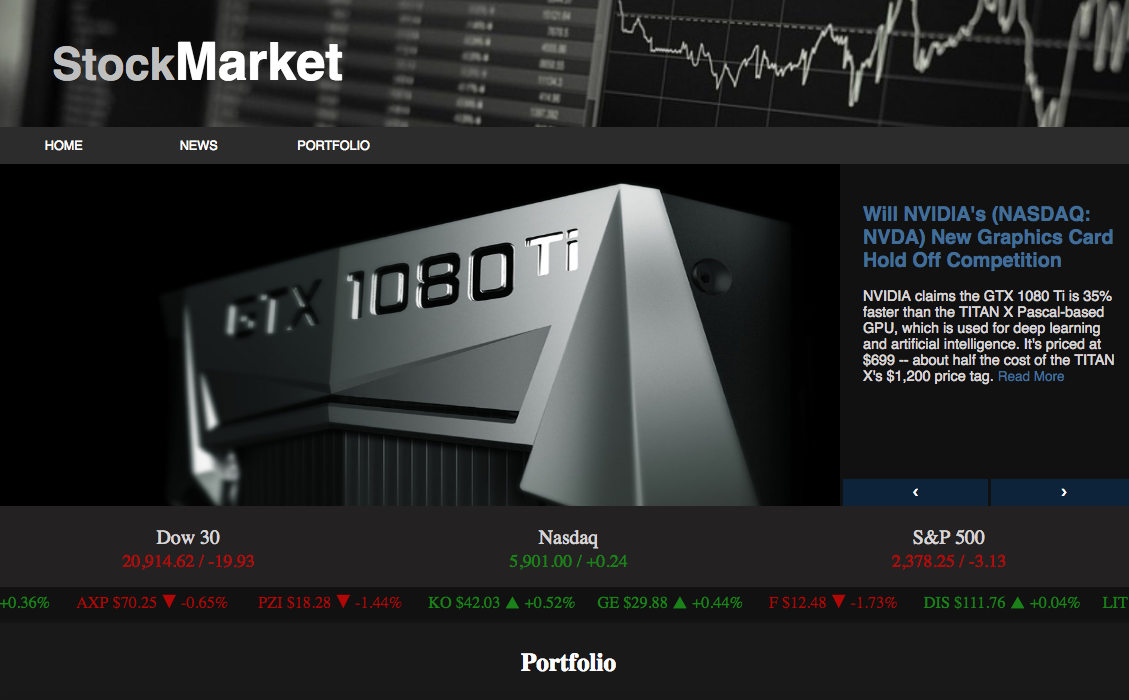 StockMarket
HOME NEWS PORTFOLIO
GTX 1080 Ti
Will NVIDIA's (NASDAQ:
NVDA) New Graphics Card
Hold Off Competition
NVIDIA claims the GTX 1080 Ti is 35%
faster than the TITAN X Pascal-based
GPU, which is used for deep learning
and artificial intelligence. It's priced at
$699 -- about half the cost of the TITAN
X's $1,200 price tag. Read More
‹ ›
Dow 30 Nasdaq S&P 500
20,914.62 / -19.93 5,901.00 / +0.24 2,378.25 / -3.13
+0.36% AXP $70.25 ▼ -0.65% PZI $18.28 ▼ -1.44% KO $42.03 ▲ +0.52% GE $29.88 ▲ +0.44% F $12.48 ▼ -1.73% DIS $111.76 ▲ +0.04% LIT
Portfolio